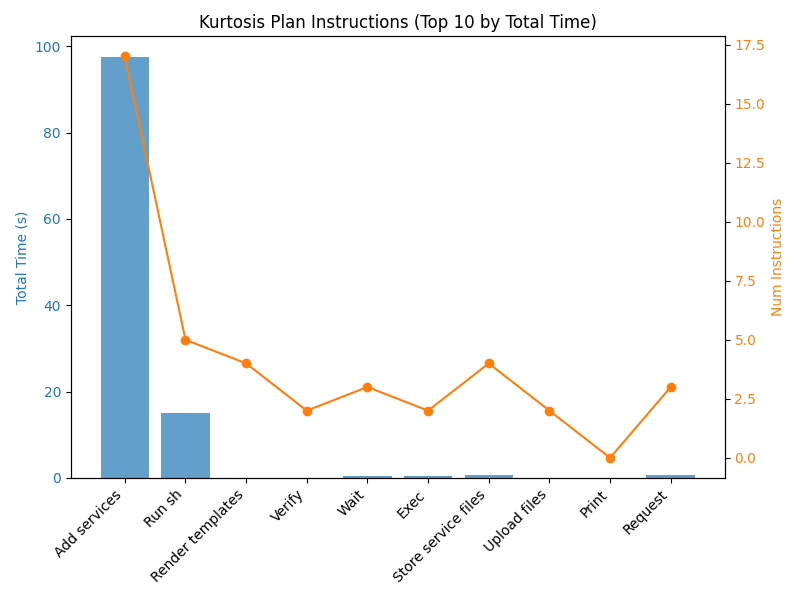 Kurtosis Plan Instructions (Top 10 by Total Time)
Total Time (s)
100
80
60
40
20
0
17.5
15.0
12.5
10.0
7.5
5.0
2.5
0.0
Num Instructions
Add services
Run sh
Render templates
Verify
Wait
Exec
Store service files
Upload files
Print
Request